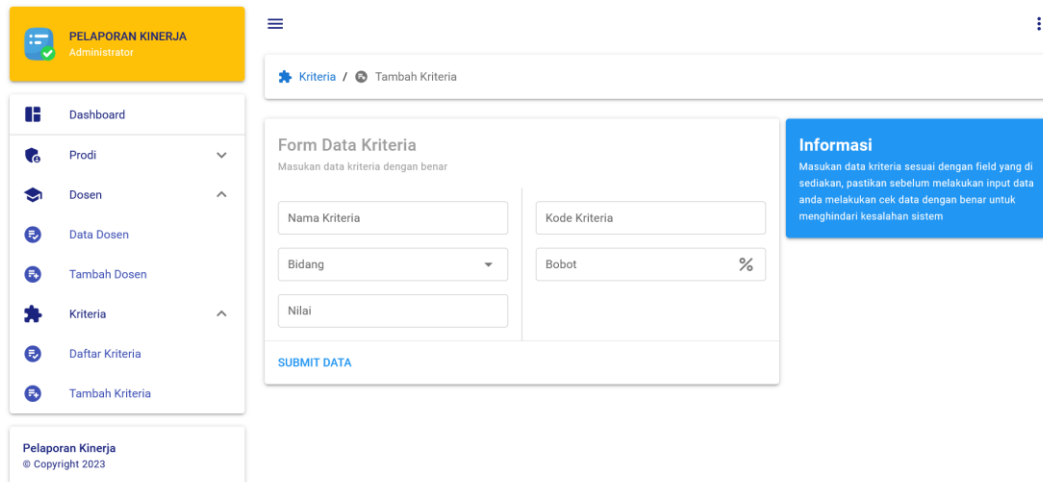 PELAPORAN KINERJA
Administrator
Dashboard
Prodi
Dosen
Data Dosen
Tambah Dosen
Kriteria
Daftar Kriteria
Tambah Kriteria
Pelaporan Kinerja
© Copyright 2023
Kriteria / Tambah Kriteria
Form Data Kriteria
Masukan data kriteria dengan benar
Nama Kriteria
Kode Kriteria
Bidang
Bobot %
Nilai
SUBMIT DATA
Informasi
Masukan data kriteria sesuai dengan field yang di
sediakan, pastikan sebelum melakukan input data
anda melakukan cek data dengan benar untuk
menghindari kesalahan sistem